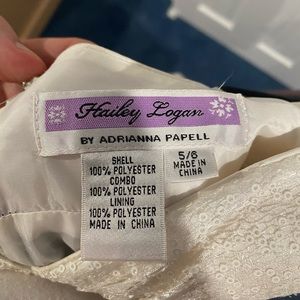 Hailey Logan
BY ADRIANNA PAPELL
SHELL
100% POLYESTER
COMBO
100% POLYESTER
LINING
100% POLYESTER
MADE IN CHINA
5/6
MADE IN
CHINA